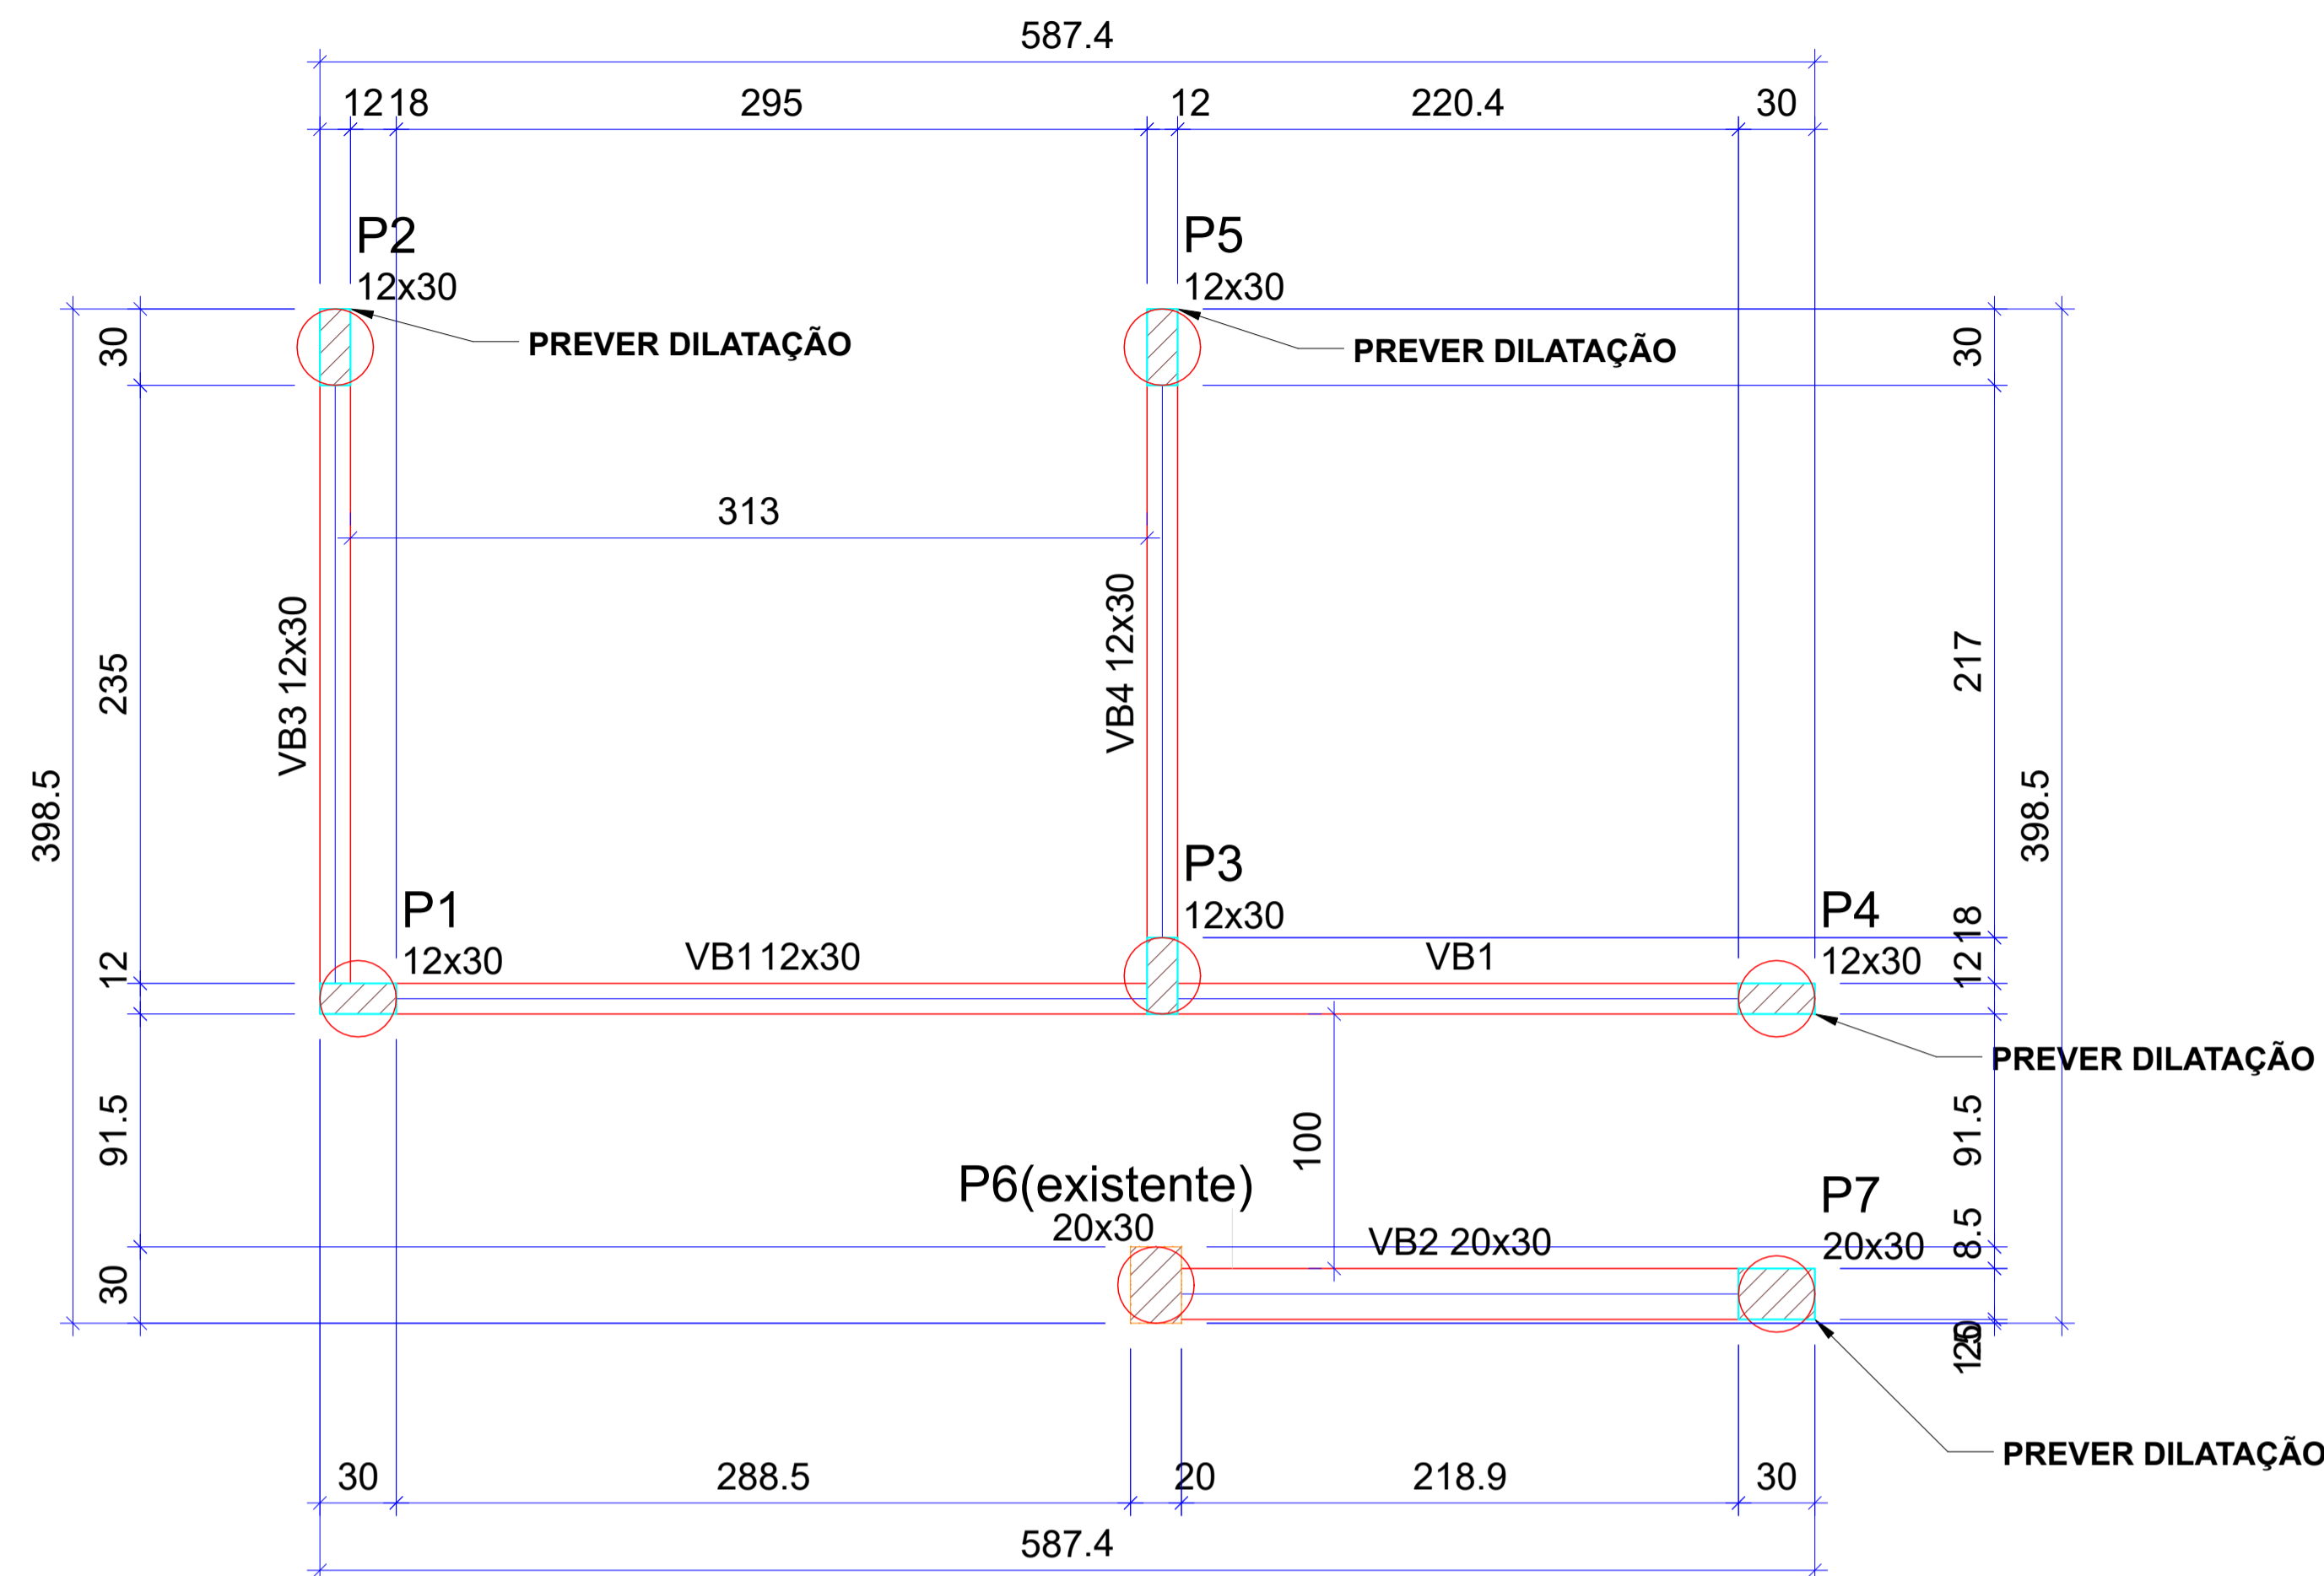 587.4
12 18 295 12 220.4 30
P2
12x30
P5
12x30
PREVER DILATAÇÃO
PREVER DILATAÇÃO
30
30
313
235
VB3 12x30
VB4 12x30
217
398.5
398.5
P3
12x30
P1
12x30
VB1 12x30
VB1
P4
12x30
12
18
12
PREVER DILATAÇÃO
91.5
100
91.5
P6(existente)
20x30
VB2 20x30
P7
20x30
8.5
30
20
PREVER DILATAÇÃO
30 288.5 20 218.9 30
587.4